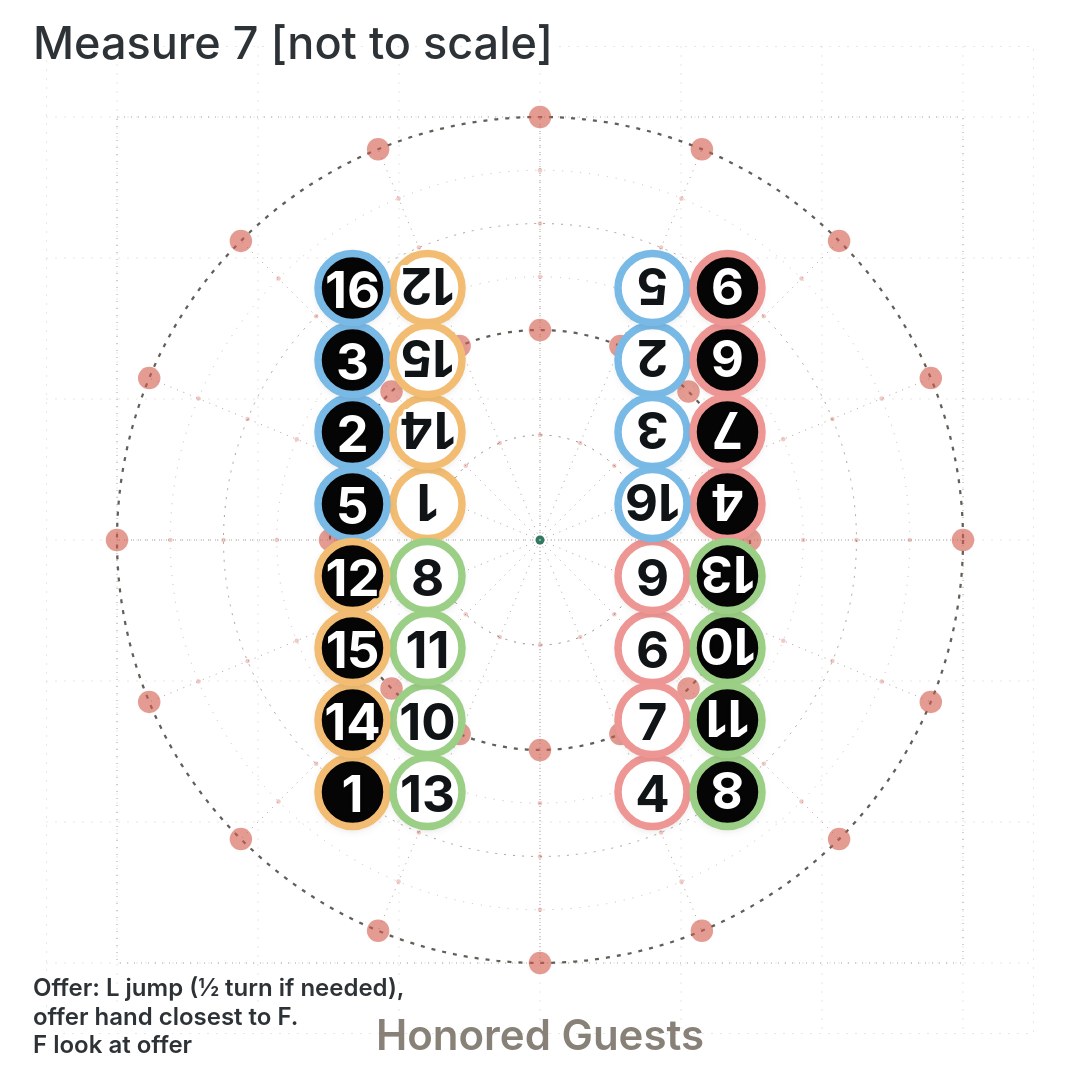 Measure 7 [not to scale]
16 12 5 9
3 15 2 6
2 14 3 7
5 1 16 4
12 8 9 13
15 11 6 10
14 10 7 11
1 13 4 8
Offer: L jump (½ turn if needed),
offer hand closest to F.
F look at offer
Honored Guests